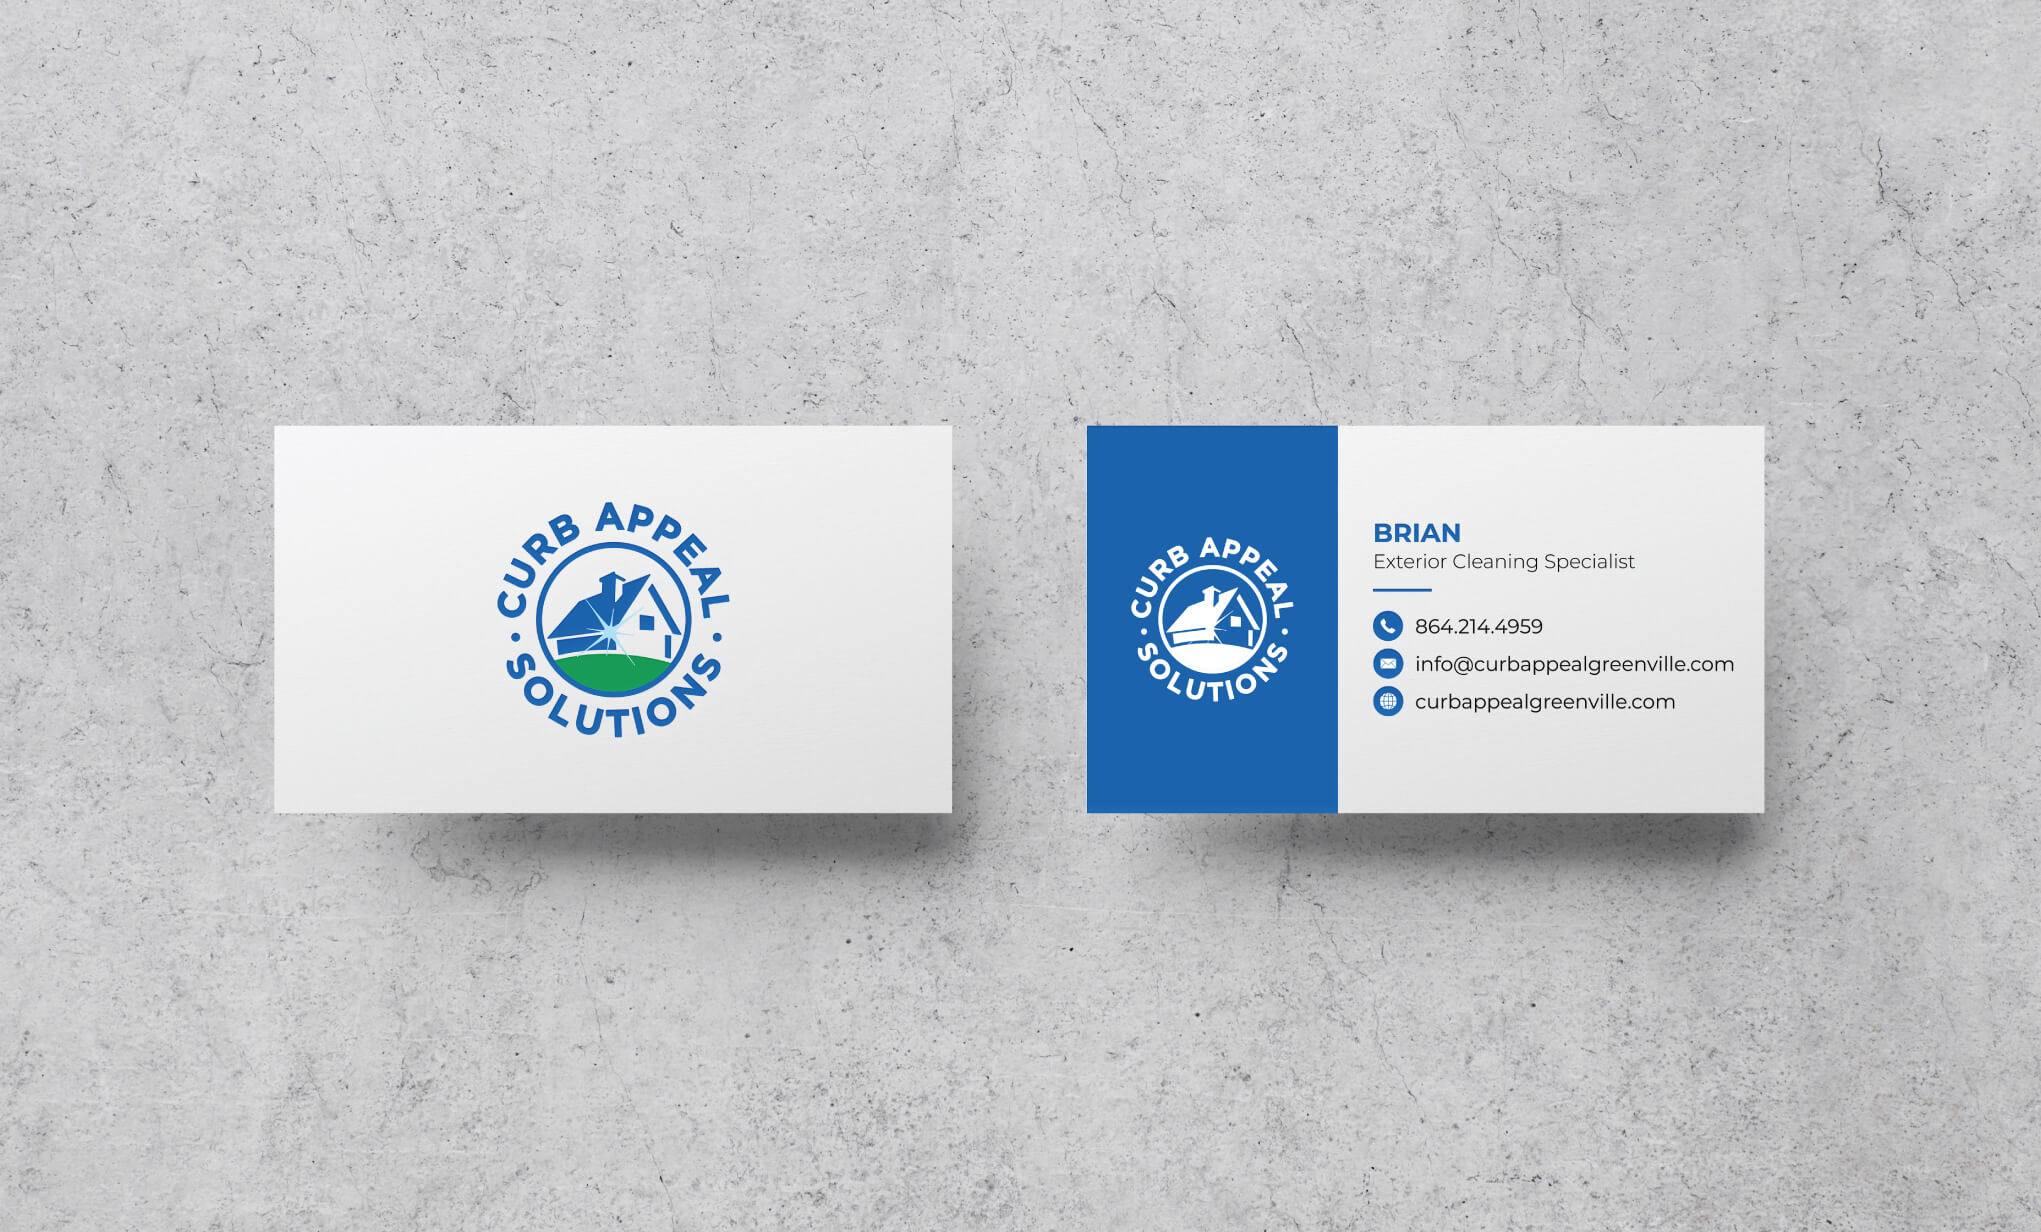 CURB APPEAL
· SOLUTIONS ·
CURB APPEAL
· SOLUTIONS ·
BRIAN
Exterior Cleaning Specialist
864.214.4959
info@curbappealgreenville.com
curbappealgreenville.com